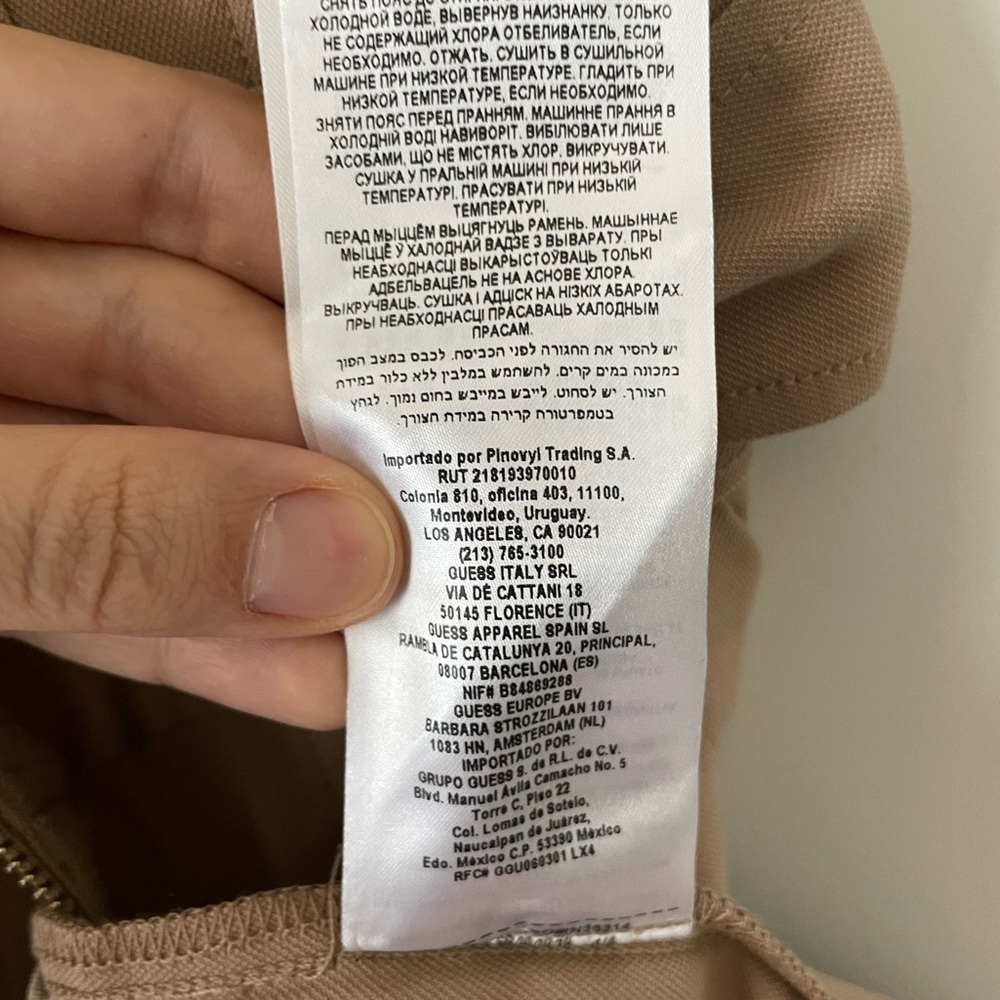 СНЯТЬ ПОЯС ДО
ХОЛОДНОЙ ВОДЕ, ВЫВЕРНУВ НАИЗНАНКУ. ТОЛЬКО
НЕ СОДЕРЖАЩИЙ ХЛОРА ОТБЕЛИВАТЕЛЬ, ЕСЛИ
НЕОБХОДИМО. ОТЖАТЬ. СУШИТЬ В СУШИЛЬНОЙ
МАШИНЕ ПРИ НИЗКОЙ ТЕМПЕРАТУРЕ. ГЛАДИТЬ ПРИ
НИЗКОЙ ТЕМПЕРАТУРЕ, ЕСЛИ НЕОБХОДИМО.
ЗНЯТИ ПОЯС ПЕРЕД ПРАННЯМ. МАШИННЕ ПРАННЯ В
ХОЛОДНІЙ ВОДІ НАВИВОРІТ. ВИБІЛЮВАТИ ЛИШЕ
ЗАСОБАМИ, ЩО НЕ МІСТЯТЬ ХЛОР. ВИКРУЧУВАТИ.
СУШКА У ПРАЛЬНІЙ МАШИНІ ПРИ НИЗЬКІЙ
ТЕМПЕРАТУРІ. ПРАСУВАТИ ПРИ НИЗЬКІЙ
ТЕМПЕРАТУРІ.
ПЕРАД МЫЦЦЁМ ВЫЦЯГНУЦЬ РАМЕНЬ. МАШЫННАЕ
МЫЦЦЁ Ў ХАЛОДНАЙ ВАДЗЕ З ВЫВАРАТУ. ПРЫ
НЕАБХОДНАСЦІ ВЫКАРЫСТОЎВАЦЬ ТОЛЬКІ
АДБЕЛЬВАЦЕЛЬ НЕ НА АСНОВЕ ХЛОРА.
ВЫКРУЧВАЦЬ. СУШКА І АДЦІСК НА НІЗКІХ АБАРОТАХ.
ПРЫ НЕАБХОДНАСЦІ ПРАСАВАЦЬ ХАЛОДНЫМ
ПРАСАМ.
יש להסיר את החגורה לפני הכביסה. לכבס במצב הפוך
במכונה במים קרים. להשתמש במלבין ללא כלור במידת
הצורך. יש לסחוט. לייבש במייבש בחום נמוך. לגהץ
בטמפרטורה קרירה במידת הצורך.
Importado por Pinovyl Trading S.A.
RUT 218193970010
Colonia 810, oficina 403, 11100,
Montevideo, Uruguay.
LOS ANGELES, CA 90021
(213) 765-3100
GUESS ITALY SRL
VIA DÉ CATTANI 18
50145 FLORENCE (IT)
GUESS APPAREL SPAIN SL
RAMBLA DE CATALUNYA 20, PRINCIPAL,
08007 BARCELONA (ES)
NIF# B84869288
GUESS EUROPE BV
BARBARA STROZZILAAN 101
1083 HN, AMSTERDAM (NL)
IMPORTADO POR:
GRUPO GUESS S. de R.L. de C.V.
Blvd. Manuel Ávila Camacho No. 5
Torre C, Piso 22
Col. Lomas de Sotelo,
Naucalpan de Juárez,
Edo. México C.P. 53390 México
RFC# GGU060301 LX4